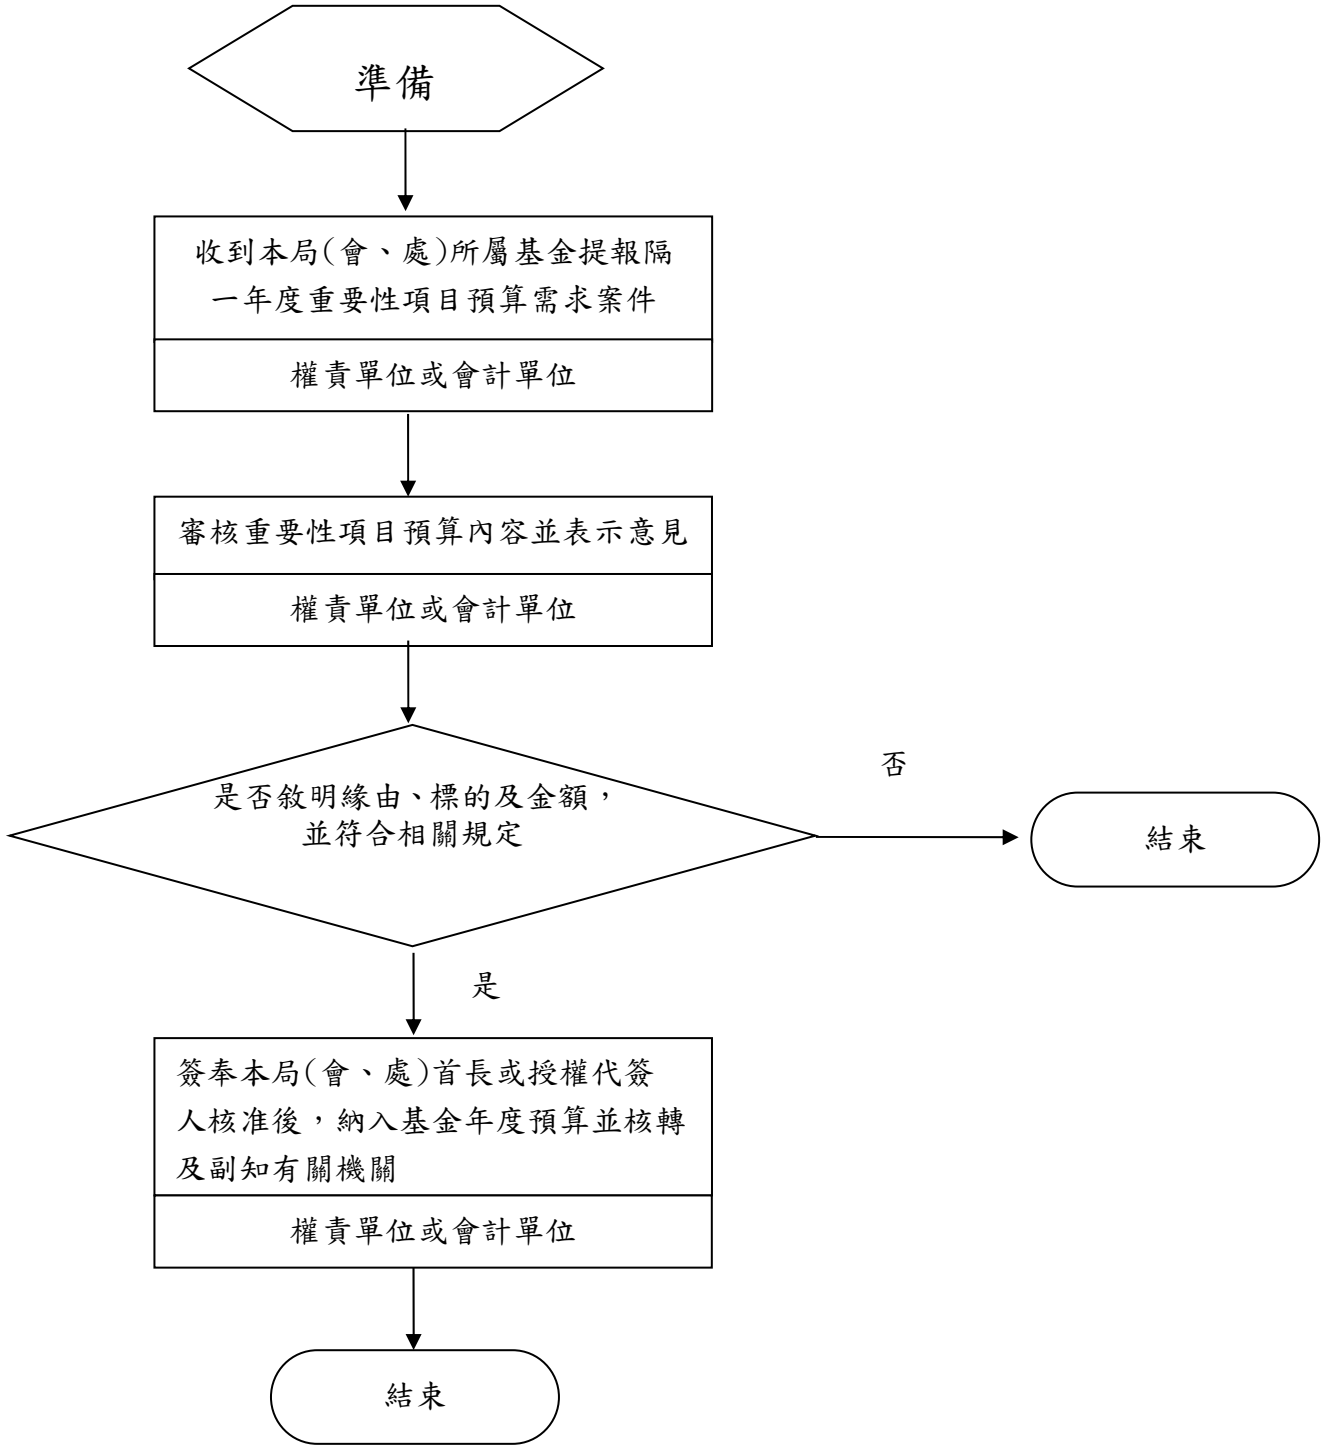 準備
收到本局(會、處)所屬基金提報隔
一年度重要性項目預算需求案件
權責單位或會計單位
審核重要性項目預算內容並表示意見
權責單位或會計單位
是否敘明緣由、標的及金額，
並符合相關規定
否
結束
是
簽奉本局(會、處)首長或授權代簽
人核准後，納入基金年度預算並核轉
及副知有關機關
權責單位或會計單位
結束